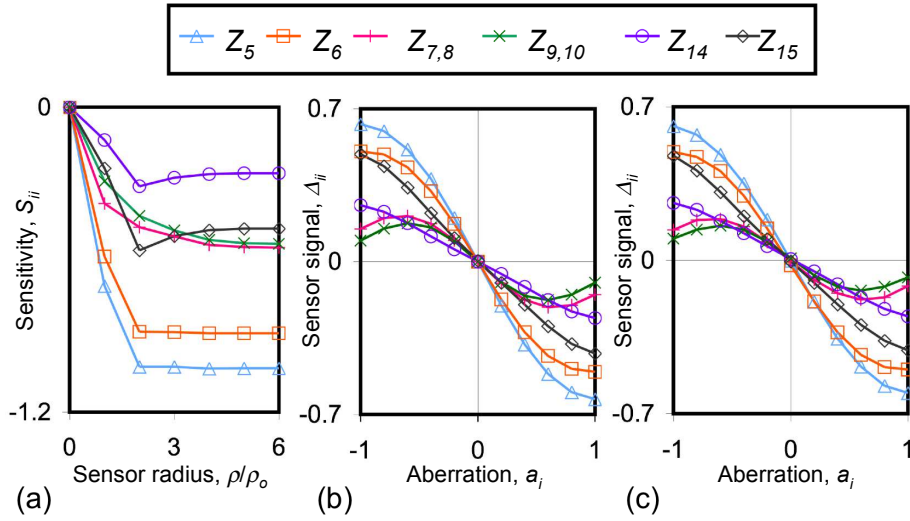 Z5 Z6 Z7,8 Z9,10 Z14 Z15
0
-1.2
Sensitivity, Sii
0 3 6
Sensor radius, ρ/ρo
(a)
0.7
0
-0.7
Sensor signal, Δii
-1 0 1
Aberration, ai
(b)
0.7
0
-0.7
Sensor signal, Δii
-1 0 1
Aberration, ai
(c)